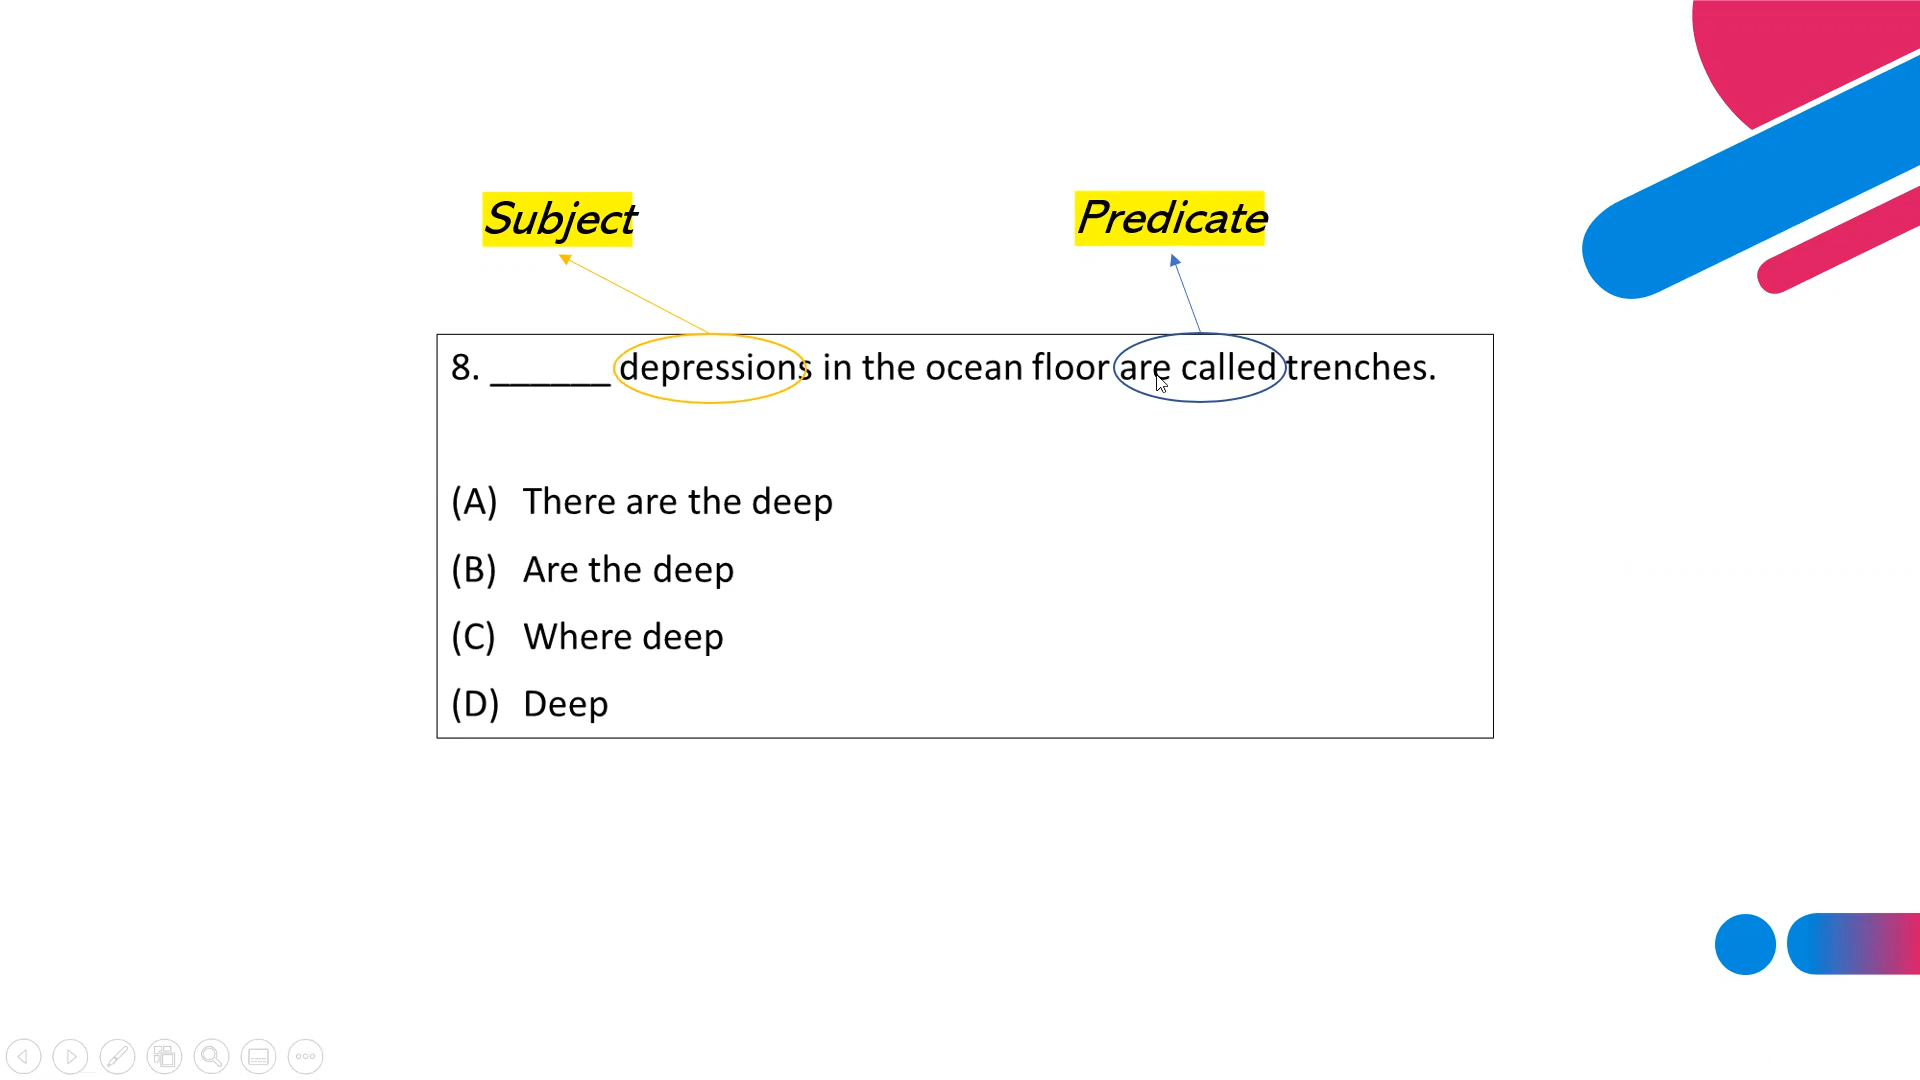 Subject
Predicate
8. ______ depressions in the ocean floor are called trenches.
(A) There are the deep
(B) Are the deep
(C) Where deep
(D) Deep